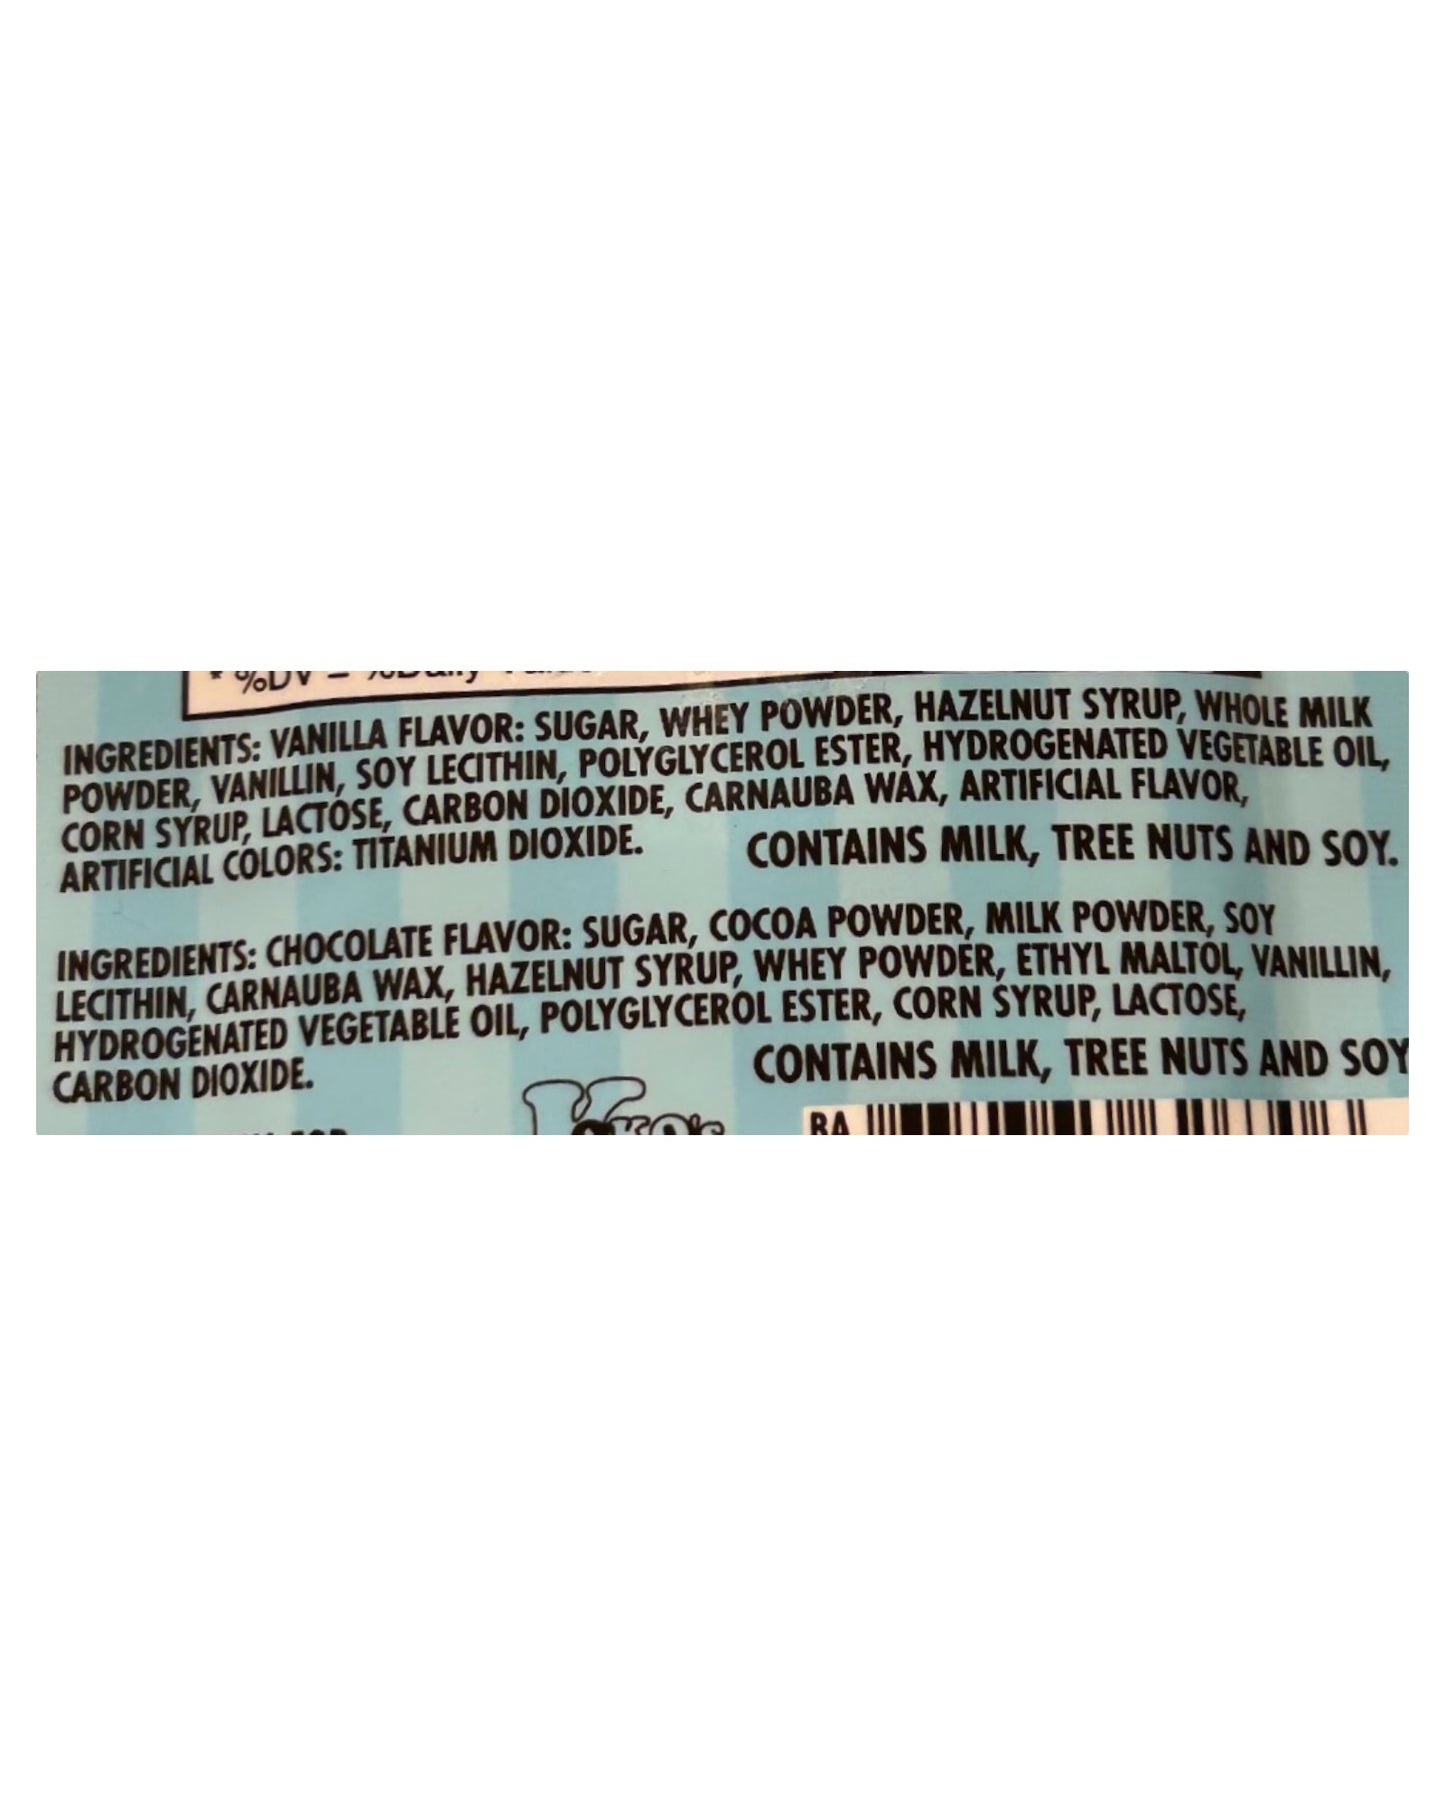 * %DV = %Daily
INGREDIENTS: VANILLA FLAVOR: SUGAR, WHEY POWDER, HAZELNUT SYRUP, WHOLE MILK
POWDER, VANILLIN, SOY LECITHIN, POLYGLYCEROL ESTER, HYDROGENATED VEGETABLE OIL,
CORN SYRUP, LACTOSE, CARBON DIOXIDE, CARNAUBA WAX, ARTIFICIAL FLAVOR,
ARTIFICIAL COLORS: TITANIUM DIOXIDE.
CONTAINS MILK, TREE NUTS AND SOY.
INGREDIENTS: CHOCOLATE FLAVOR: SUGAR, COCOA POWDER, MILK POWDER, SOY
LECITHIN, CARNAUBA WAX, HAZELNUT SYRUP, WHEY POWDER, ETHYL MALTOL, VANILLIN,
HYDROGENATED VEGETABLE OIL, POLYGLYCEROL ESTER, CORN SYRUP, LACTOSE,
CARBON DIOXIDE.
CONTAINS MILK, TREE NUTS AND SOY
BA